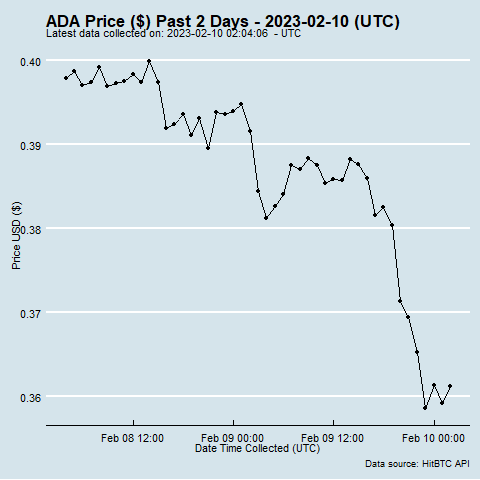 ADA Price ($) Past 2 Days - 2023-02-10 (UTC)
Latest data collected on: 2023-02-10 02:04:06 - UTC
0.40
0.39
0.38
0.37
0.36
Price USD ($)
Feb 08 12:00 Feb 09 00:00 Feb 09 12:00 Feb 10 00:00
Date Time Collected (UTC)
Data source: HitBTC API